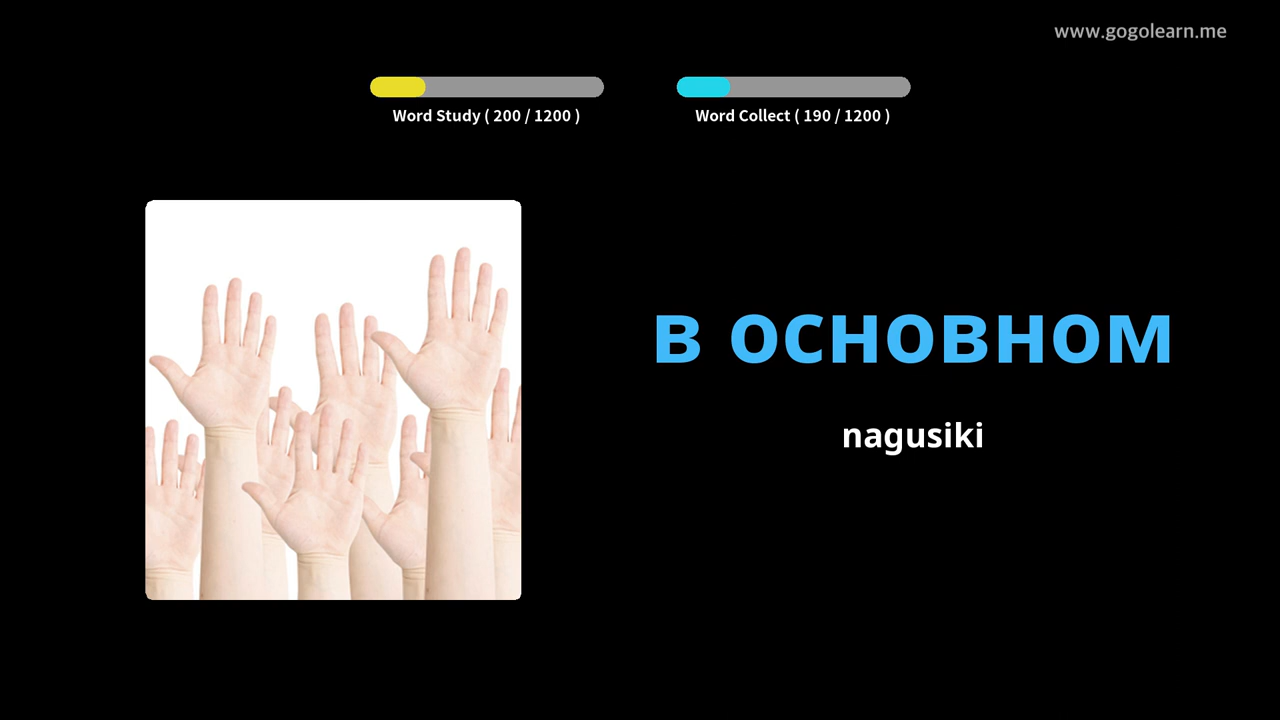 www.gogolearn.me
Word Study ( 200 / 1200 )
Word Collect ( 190 / 1200 )
в основном
nagusiki